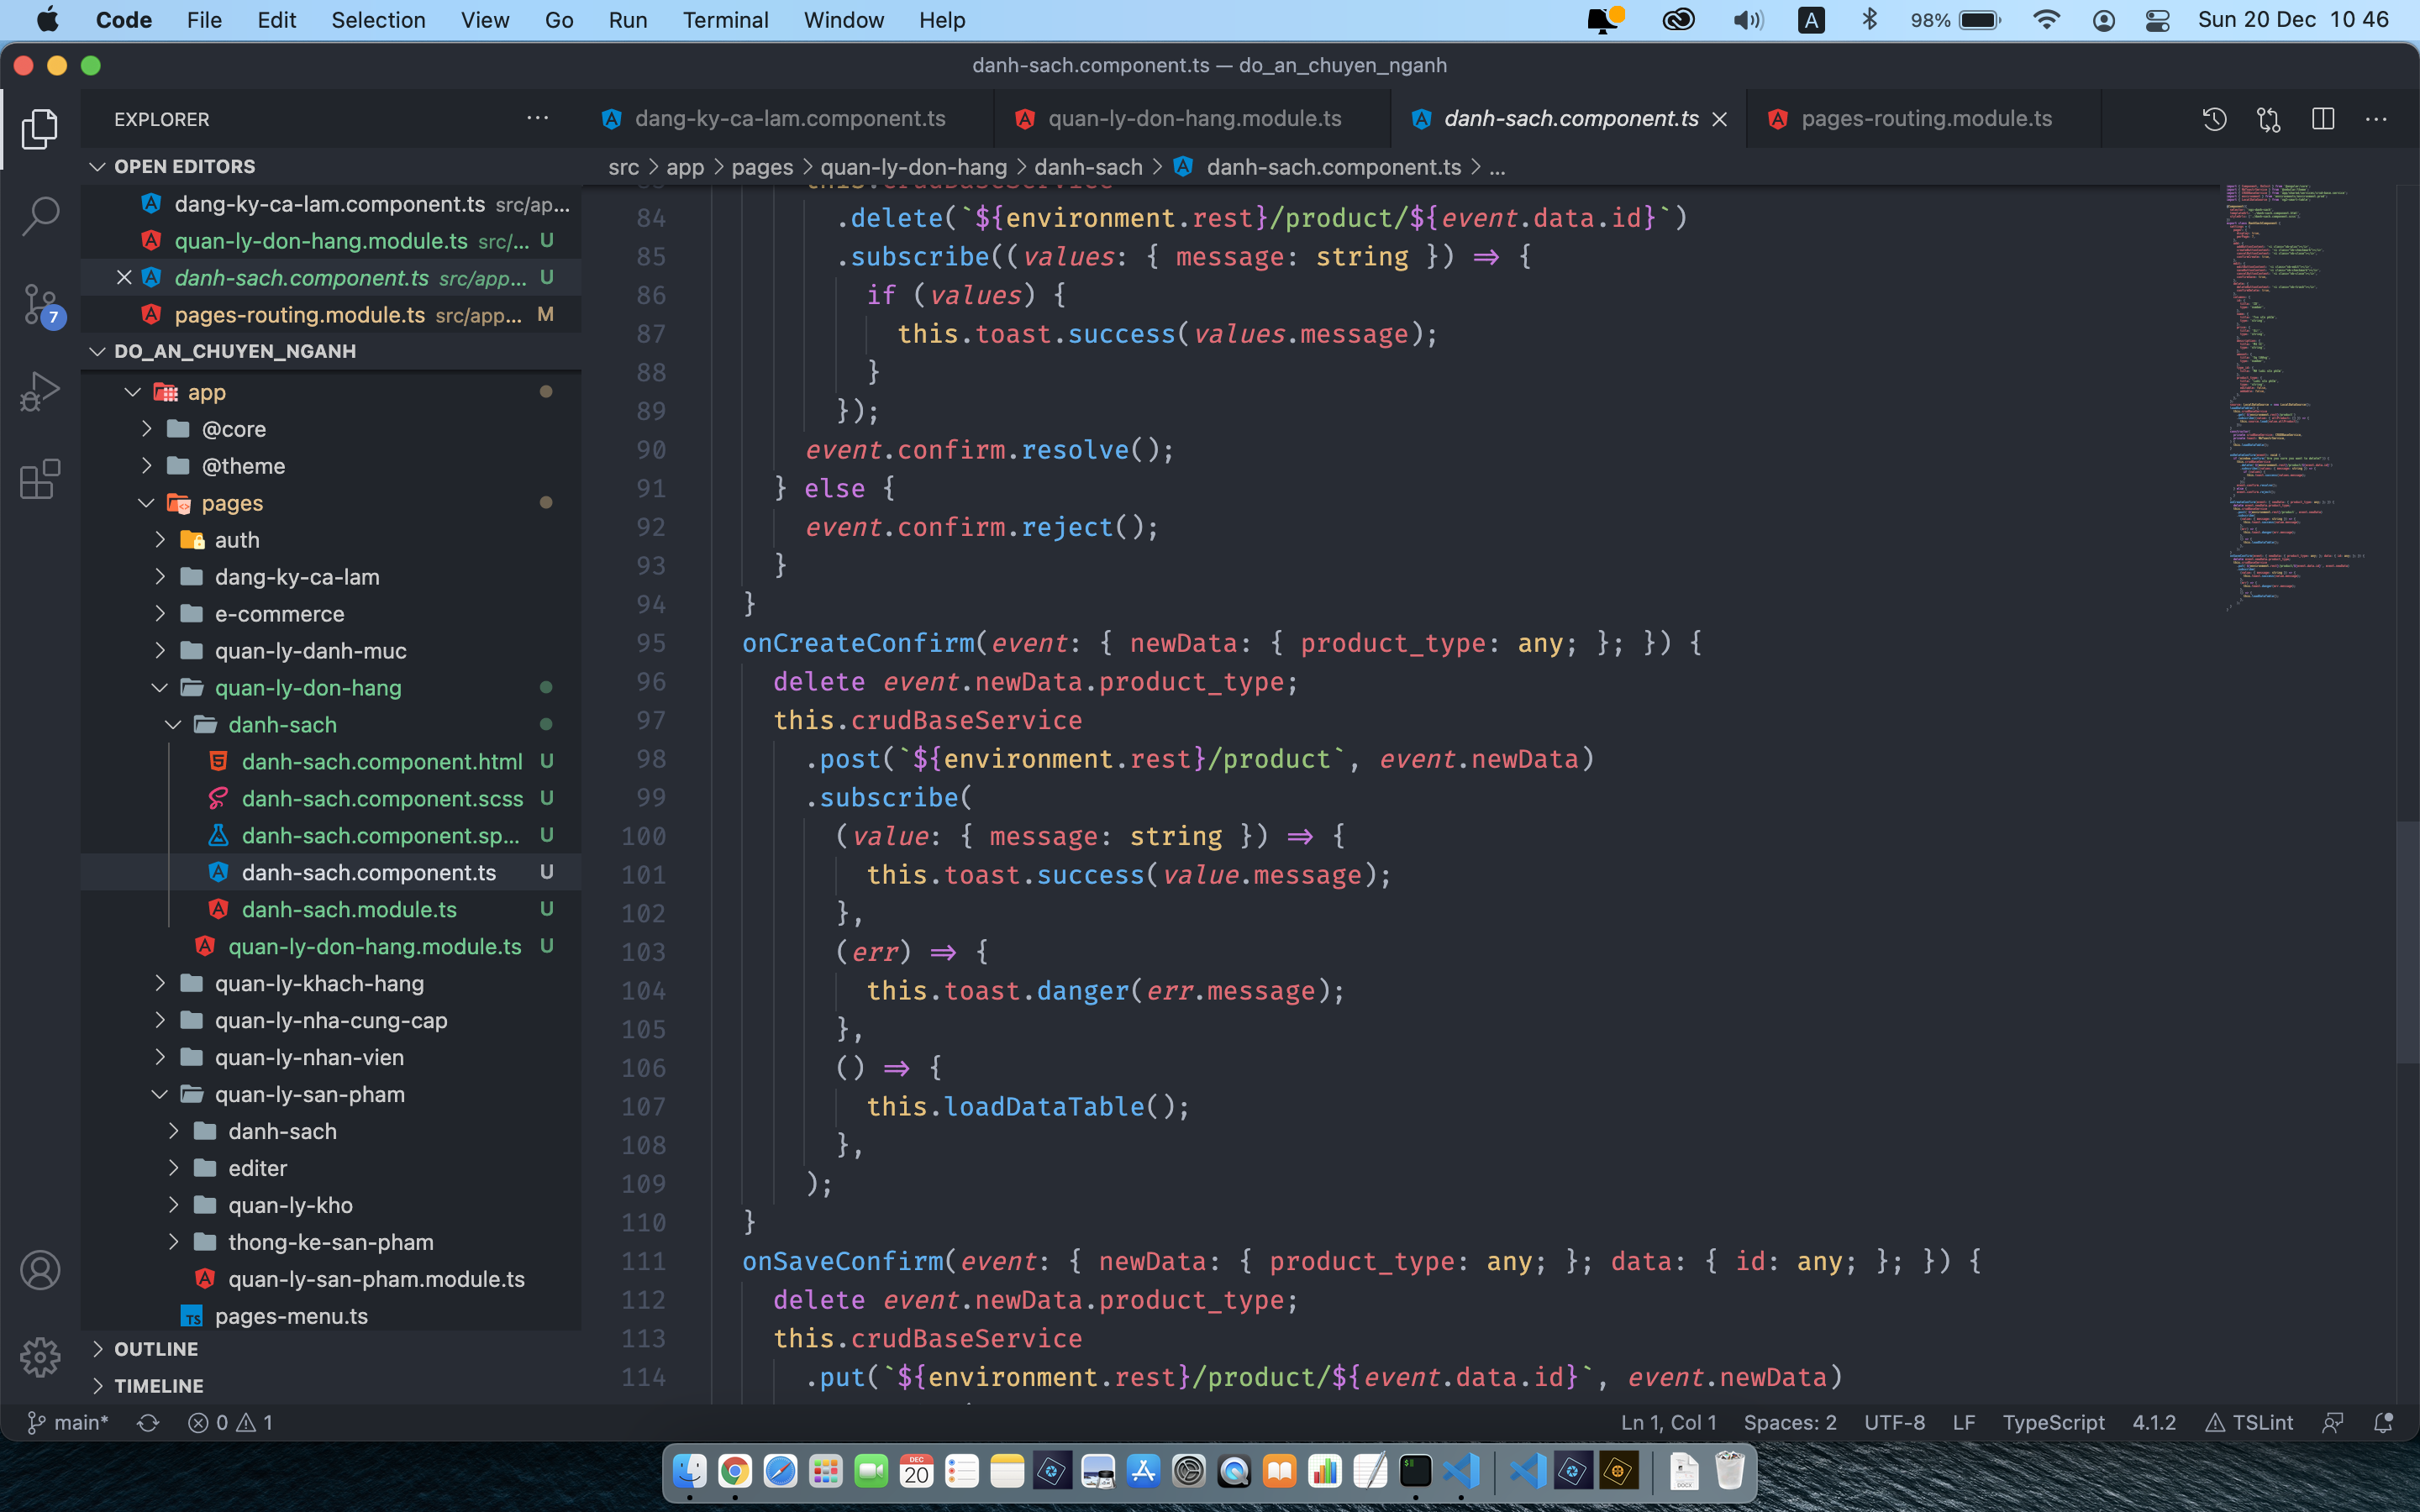 Code File Edit Selection View Go Run Terminal Window Help A 98% Sun 20 Dec 10 46
danh-sach.component.ts — do_an_chuyen_nganh
EXPLORER
dang-ky-ca-lam.component.ts quan-ly-don-hang.module.ts danh-sach.component.ts pages-routing.module.ts
src > app > pages > quan-ly-don-hang > danh-sach > danh-sach.component.ts > ...
OPEN EDITORS
dang-ky-ca-lam.component.ts src/ap...
quan-ly-don-hang.module.ts src/... U
danh-sach.component.ts src/app... U
pages-routing.module.ts src/app... M
7
DO_AN_CHUYEN_NGANH
app
@core
@theme
pages
auth
dang-ky-ca-lam
e-commerce
quan-ly-danh-muc
quan-ly-don-hang
danh-sach
danh-sach.component.html U
danh-sach.component.scss U
danh-sach.component.sp... U
danh-sach.component.ts U
danh-sach.module.ts U
quan-ly-don-hang.module.ts U
quan-ly-khach-hang
quan-ly-nha-cung-cap
quan-ly-nhan-vien
quan-ly-san-pham
danh-sach
editer
quan-ly-kho
thong-ke-san-pham
quan-ly-san-pham.module.ts
TS pages-menu.ts
OUTLINE
TIMELINE
this.crudBaseService
84 .delete(`${environment.rest}/product/${event.data.id}`)
85 .subscribe((values: { message: string }) => {
86 if (values) {
87 this.toast.success(values.message);
88 }
89 });
90 event.confirm.resolve();
91 } else {
92 event.confirm.reject();
93 }
94 }
95 onCreateConfirm(event: { newData: { product_type: any; }; }) {
96 delete event.newData.product_type;
97 this.crudBaseService
98 .post(`${environment.rest}/product`, event.newData)
99 .subscribe(
100 (value: { message: string }) => {
101 this.toast.success(value.message);
102 },
103 (err) => {
104 this.toast.danger(err.message);
105 },
106 () => {
107 this.loadDataTable();
108 },
109 );
110 }
111 onSaveConfirm(event: { newData: { product_type: any; }; data: { id: any; }; }) {
112 delete event.newData.product_type;
113 this.crudBaseService
114 .put(`${environment.rest}/product/${event.data.id}`, event.newData)
main* 0 1 Ln 1, Col 1 Spaces: 2 UTF-8 LF TypeScript 4.1.2 TSLint
DEC
20
DOCX